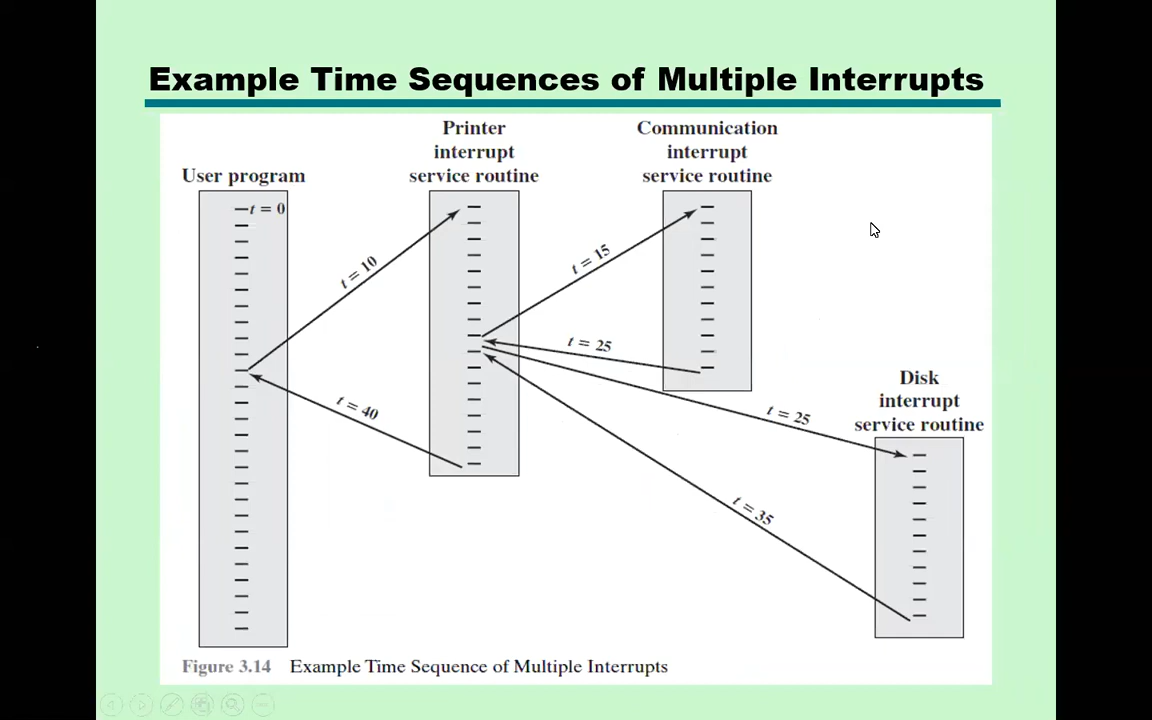 Example Time Sequences of Multiple Interrupts
Printer
interrupt
service routine
Communication
interrupt
service routine
User program
t = 0
t = 10
t = 15
t = 25
t = 25
t = 40
t = 35
Disk
interrupt
service routine
Figure 3.14 Example Time Sequence of Multiple Interrupts